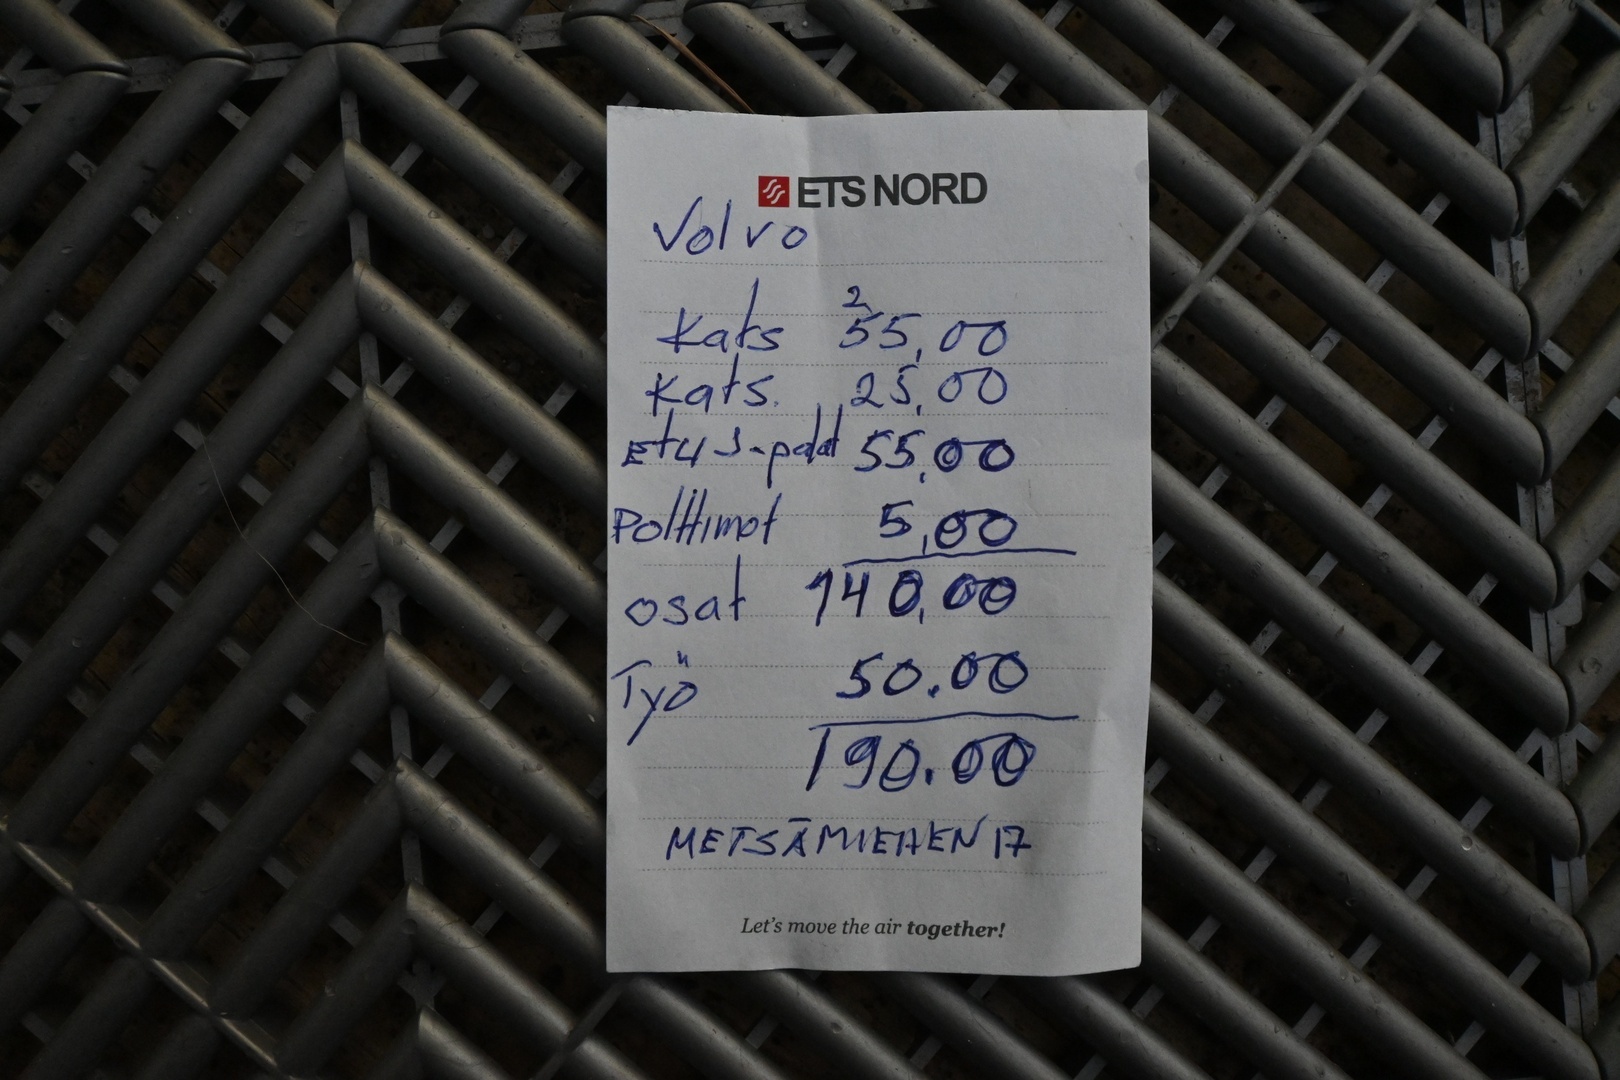 ETS NORD
Volvo
2
Kats 55,00
Kats. 25,00
ETU J-palat 55,00
Polttimot 5,00
osat 140,00
Työ 50.00
190.00
METSÄMIEHEN 17
Let's move the air together!